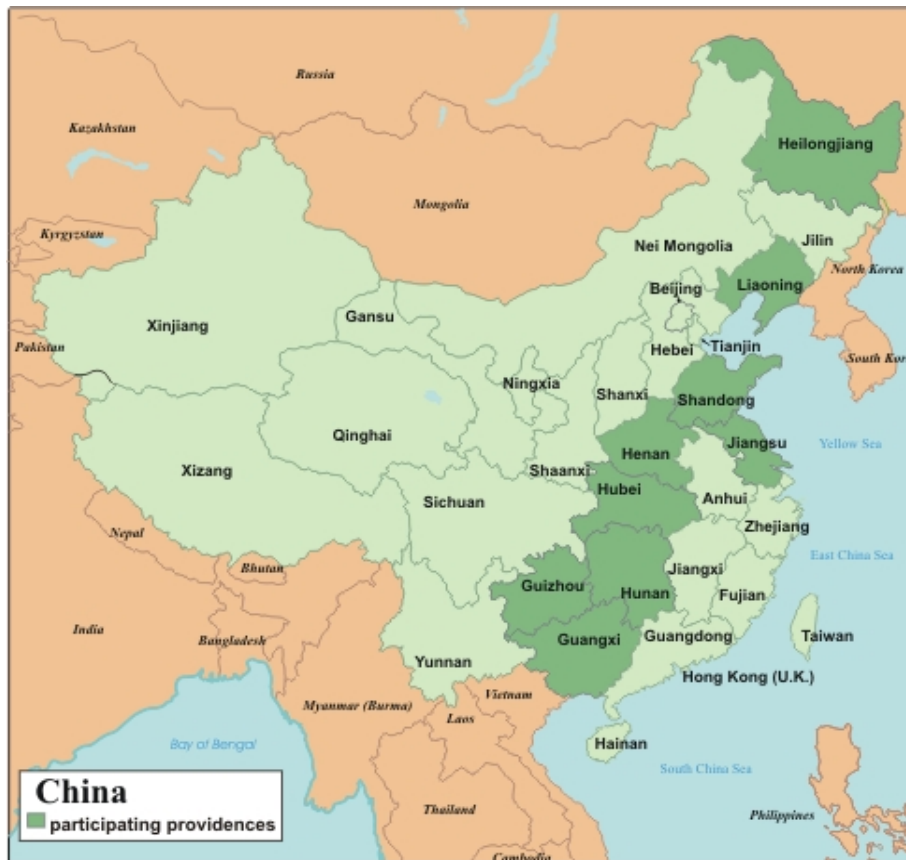 Russia
Kazakhstan
Heilongjiang
Mongolia
Kyrgyzstan
Nei Mongolia
Jilin
North Korea
Beijing
Liaoning
Gansu
Xinjiang
Pakistan
Hebei
Tianjin
South Kor
Ningxia
Shanxi
Shandong
Qinghai
Jiangsu
Yellow Sea
Henan
Xizang
Shaanxi
Hubei
Sichuan
Anhui
Zhejiang
Nepal
East China Sea
Bhutan
Jiangxi
Guizhou
Hunan
Fujian
India
Bangladesh
Guangxi
Guangdong
Taiwan
Yunnan
Hong Kong (U.K.)
Vietnam
Myanmar (Burma)
Laos
Bay of Bengal
Hainan
South China Sea
China
participating providences
Thailand
Philippines
Cambodia